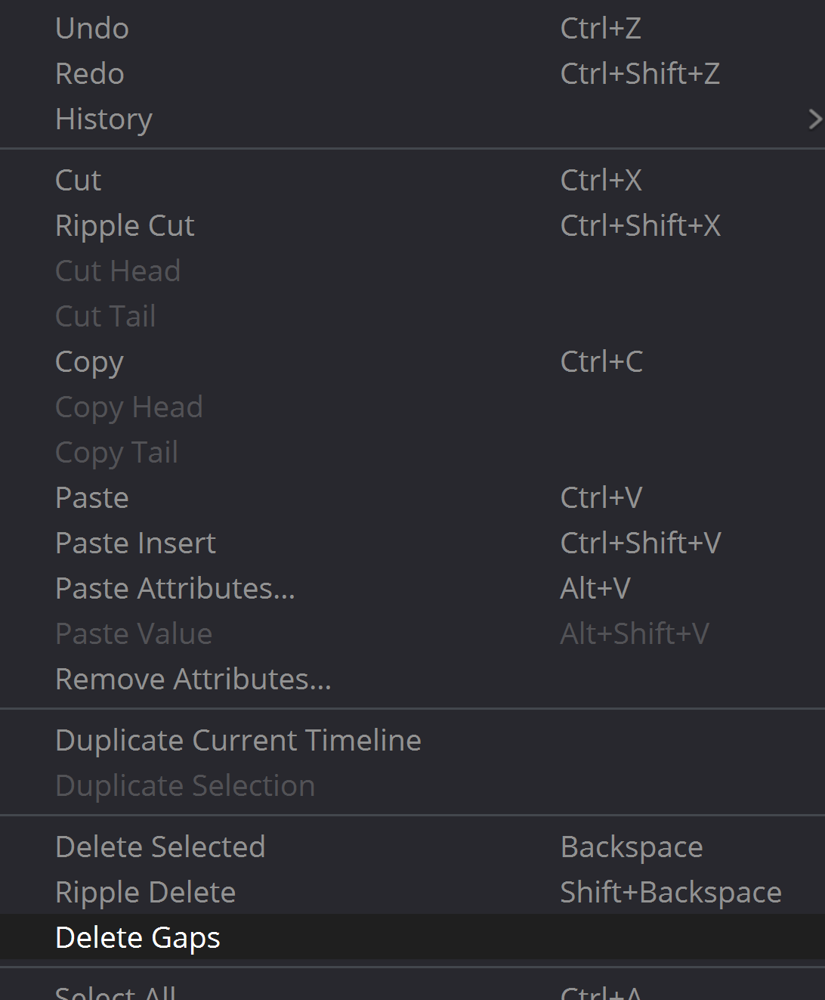 Undo Ctrl+Z
Redo Ctrl+Shift+Z
History
Cut Ctrl+X
Ripple Cut Ctrl+Shift+X
Cut Head
Cut Tail
Copy Ctrl+C
Copy Head
Copy Tail
Paste Ctrl+V
Paste Insert Ctrl+Shift+V
Paste Attributes...  Alt+V
Paste Value Alt+Shift+V
Remove Attributes...
Duplicate Current Timeline
Duplicate Selection
Delete Selected Backspace
Ripple Delete Shift+Backspace
Delete Gaps
Select All Ctrl+A